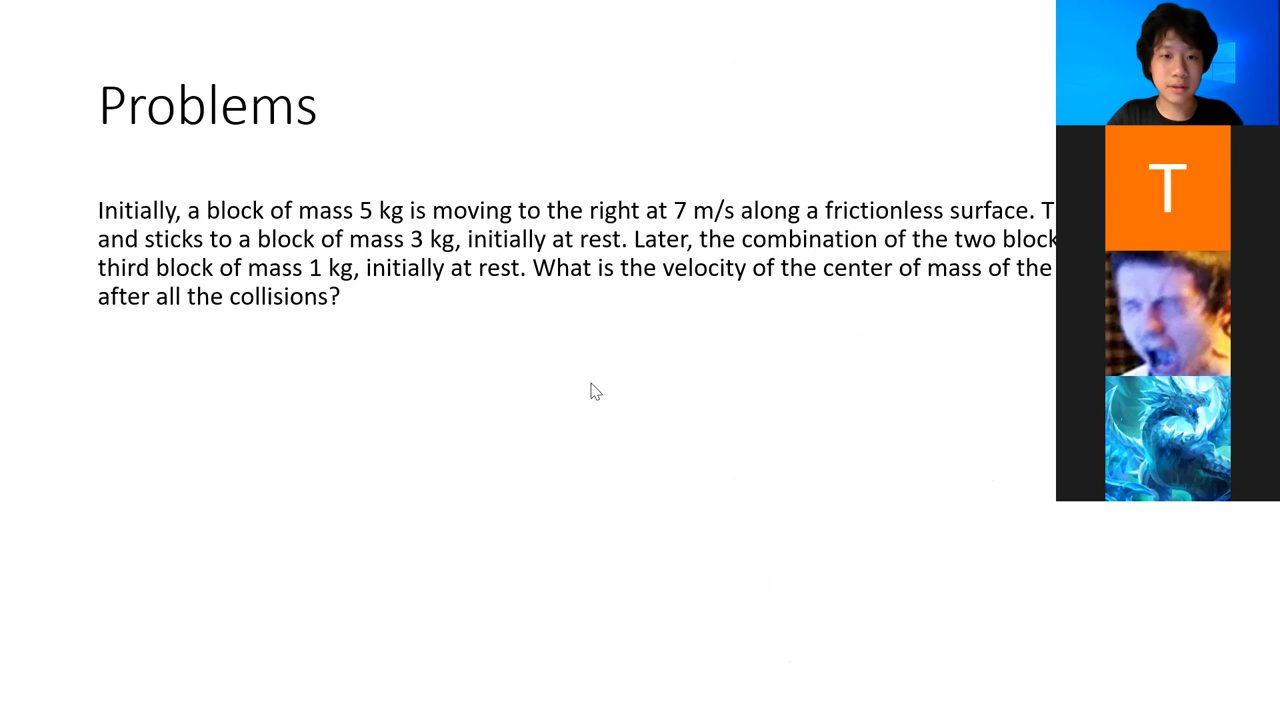 Problems
Initially, a block of mass 5 kg is moving to the right at 7 m/s along a frictionless surface. T
and sticks to a block of mass 3 kg, initially at rest. Later, the combination of the two block
third block of mass 1 kg, initially at rest. What is the velocity of the center of mass of the
after all the collisions?
T